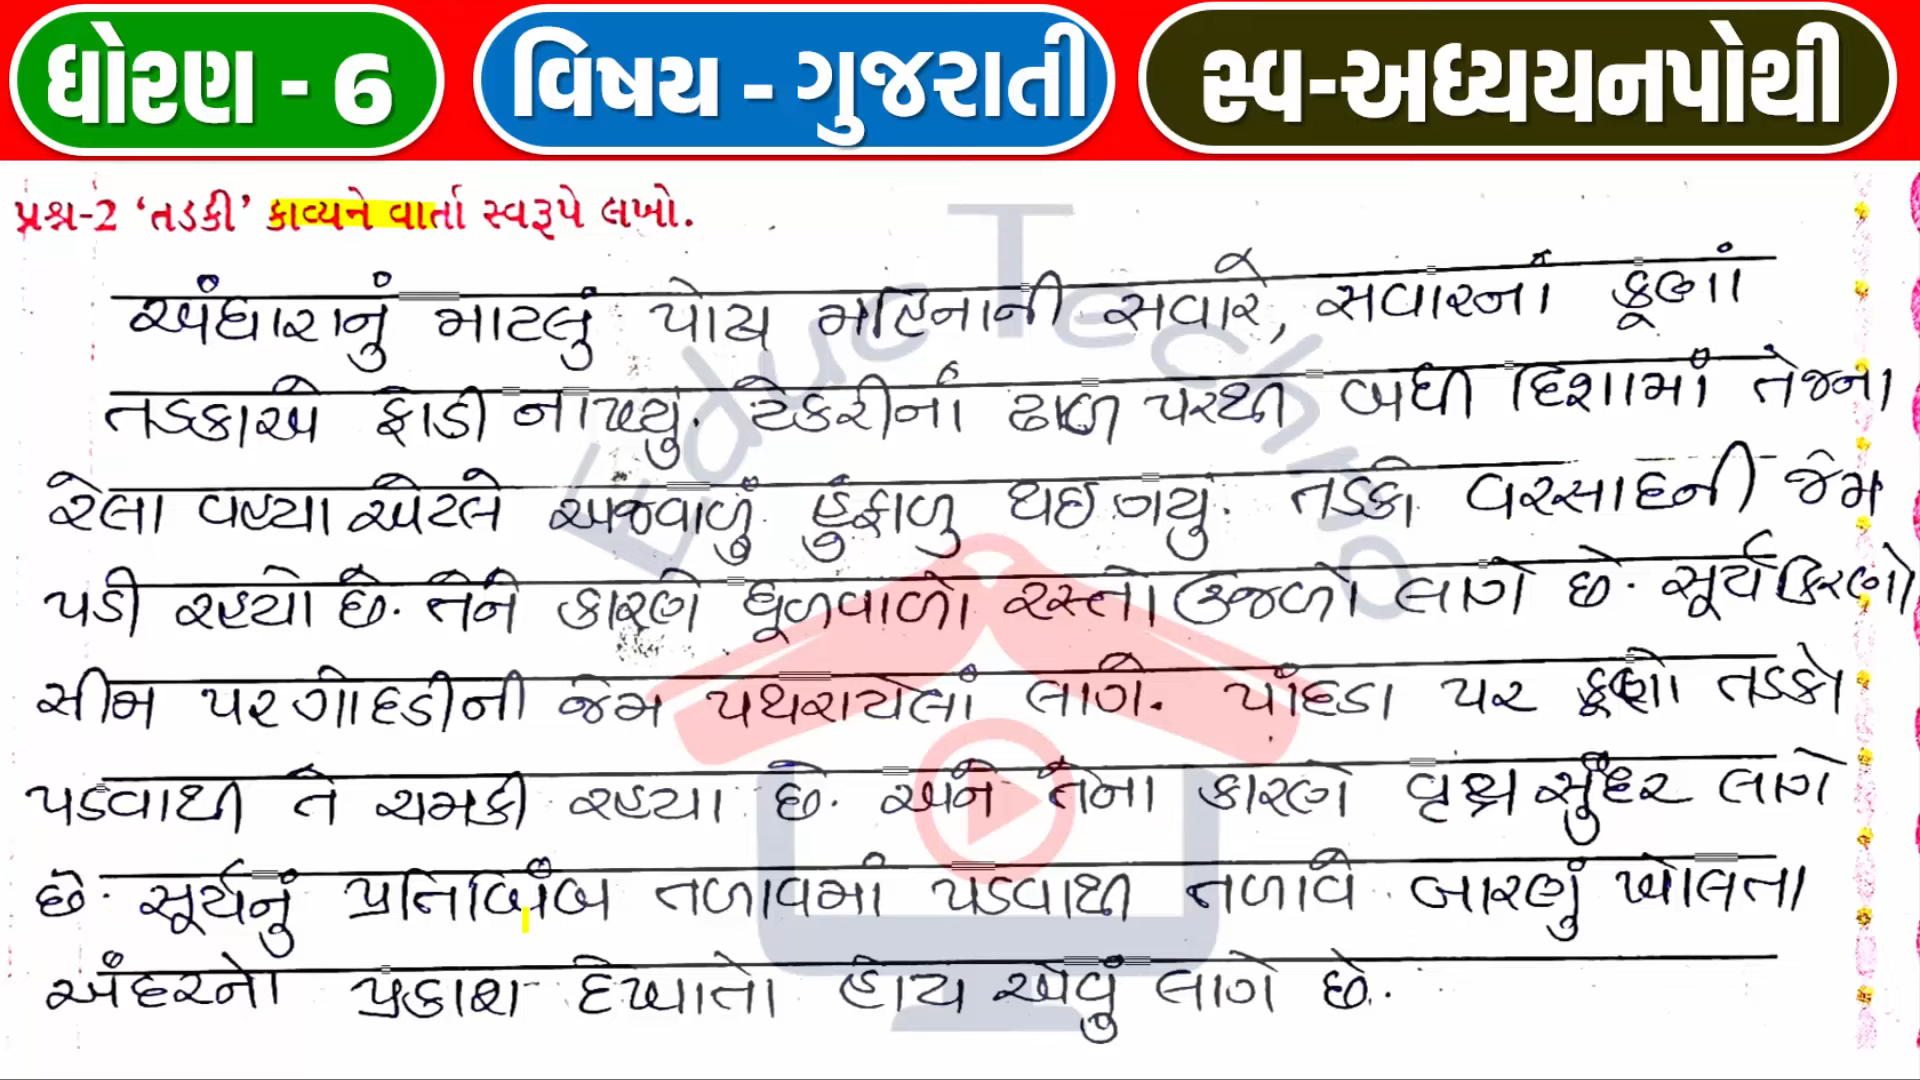 ધોરણ - 6
વિષય - ગુજરાતી
સ્વ-અધ્યયનપોથી
પ્રશ્ન-2 ‘તડકી’ કાવ્યને વાર્તા સ્વરૂપે લખો.
અંધારાનું માટલું પોષ મહિનાની સવારે, સવારનાં કૂણાં
તડકાએ ફાડી નાખ્યું. ટેકરીનાં ઢાળ પરથી બધી દિશામાં તેજના
રેલા વહ્યા એટલે અજવાળું હુંફાળુ થઈ ગયું. તડકો વરસાદની જેમ
પડી રહ્યો છે. તેને કારણે ધૂળવાળો રસ્તો ઉજળો લાગે છે. સૂર્યકિરણો
સીમ પર ગોદડીની જેમ પથરાયેલાં લાગે. પાંદડા પર કૂણો તડકો
પડવાથી તે ચમકી રહ્યા છે. અને તેના કારણે વૃક્ષ સુંદર લાગે
છે. સૂર્યનું પ્રતિબિંબ તળાવમાં પડવાથી તળાવે બારણું ખોલતા
અંદરનો પ્રકાશ દેખાતો હોય એવું લાગે છે.
Educ Techno